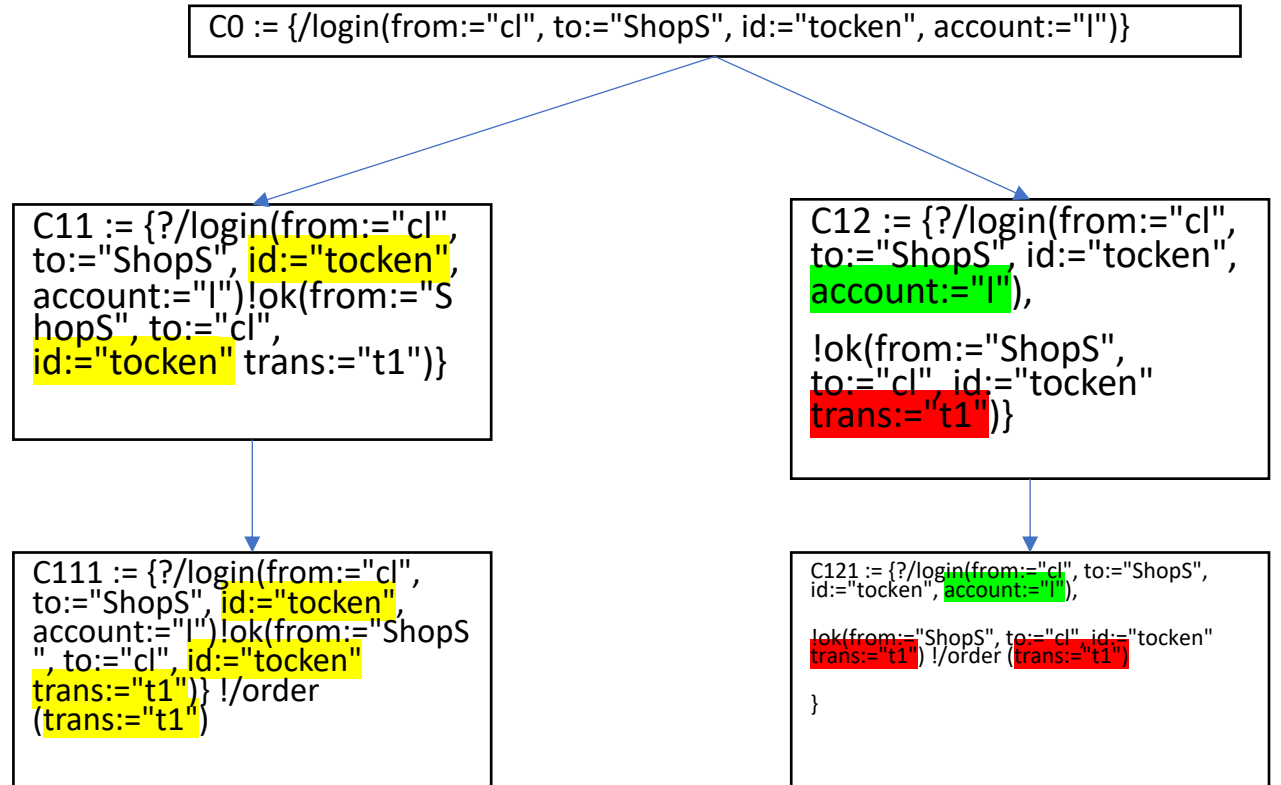 C0 := {/login(from:="cl", to:="ShopS", id:="tocken", account:="l")}
C11 := {?/login(from:="cl",
to:="ShopS", id:="tocken",
account:="l")!ok(from:="S
hopS", to:="cl",
id:="tocken" trans:="t1")}
C12 := {?/login(from:="cl",
to:="ShopS", id:="tocken",
account:="l"),
!ok(from:="ShopS",
to:="cl", id:="tocken"
trans:="t1")}
C111 := {?/login(from:="cl",
to:="ShopS", id:="tocken",
account:="l")!ok(from:="ShopS
", to:="cl", id:="tocken"
trans:="t1")} !/order
(trans:="t1")
C121 := {?/login(from:="cl", to:="ShopS",
id:="tocken", account:="l"),
!ok(from:="ShopS", to:="cl", id:="tocken"
trans:="t1") !/order (trans:="t1")
}